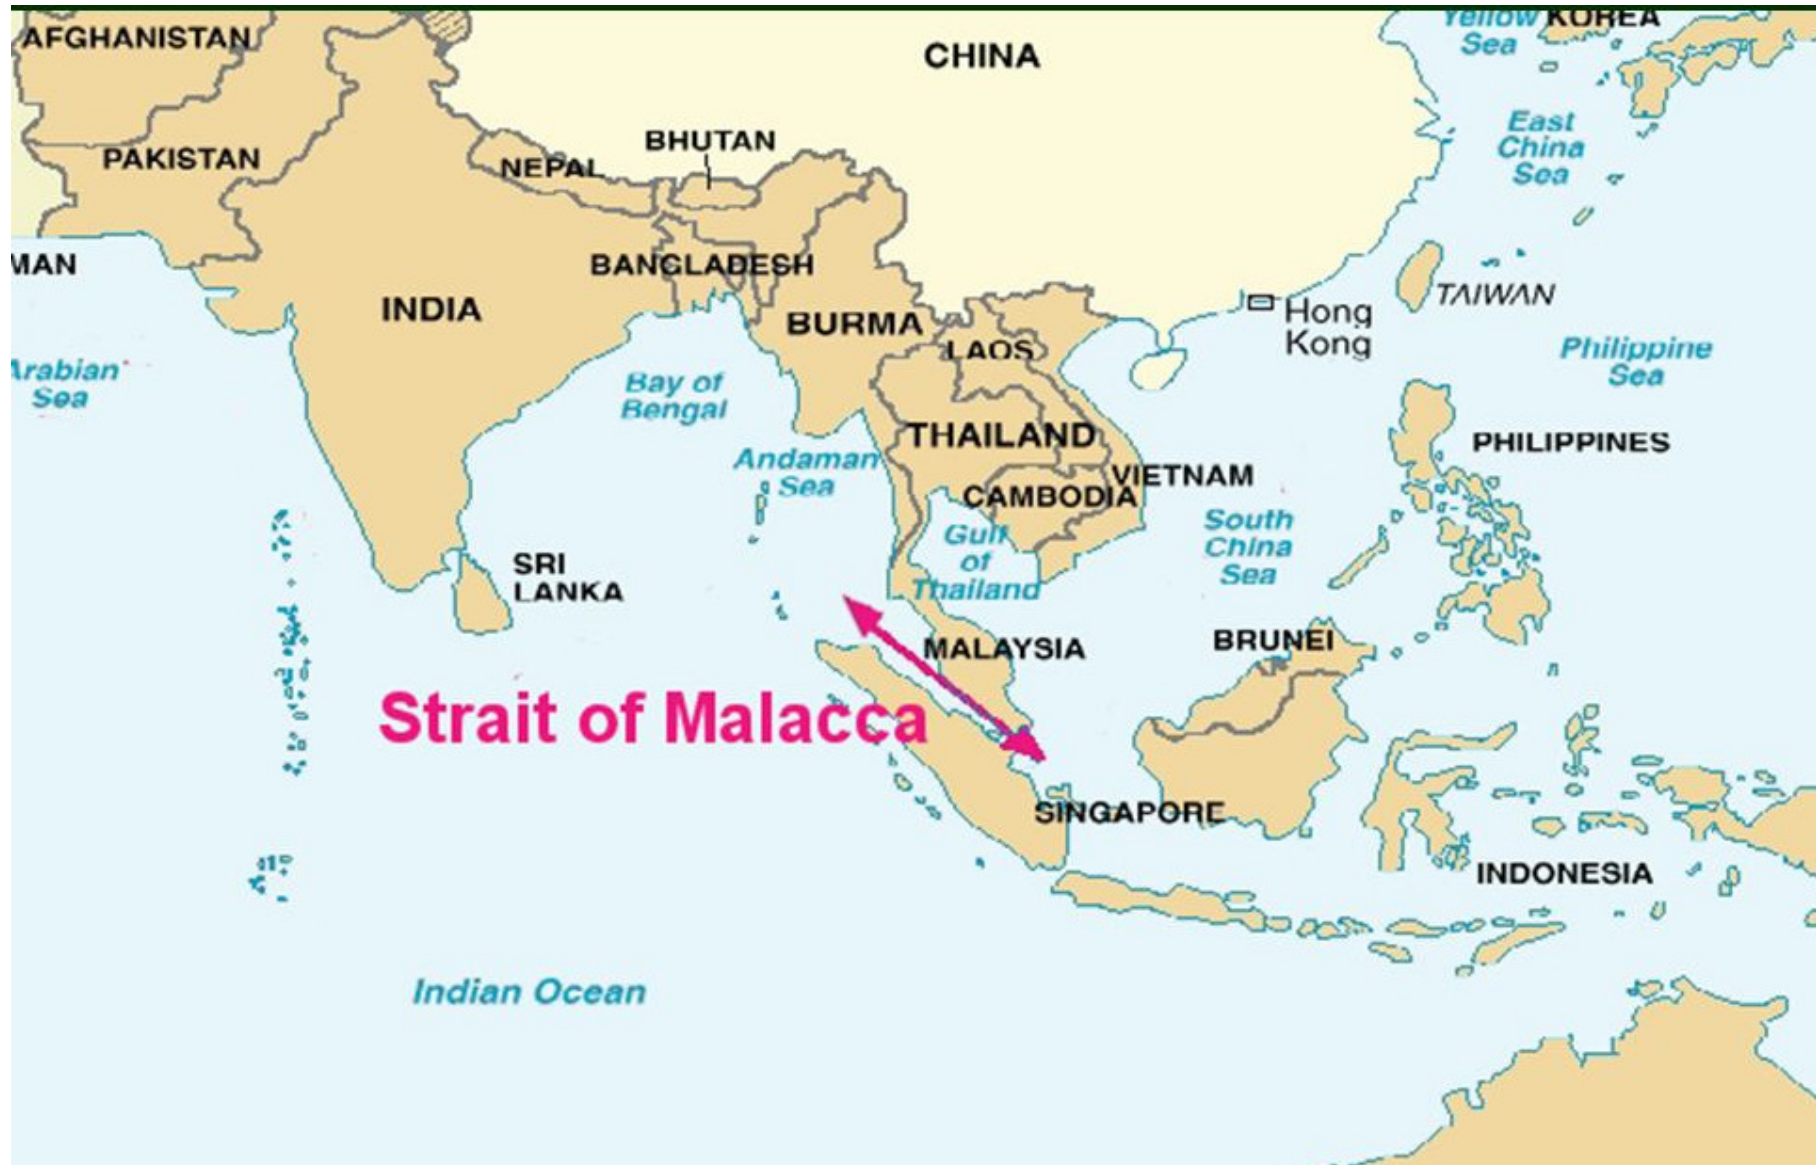 AFGHANISTAN
CHINA
Yellow
Sea
KOREA
East
China
Sea
PAKISTAN
NEPAL
BHUTAN
MAN
BANGLADESH
INDIA
BURMA
LAOS
Hong
Kong
TAIWAN
Arabian
Sea
Bay of
Bengal
Philippine
Sea
Andaman
Sea
THAILAND
VIETNAM
CAMBODIA
PHILIPPINES
Gulf
of
Thailand
South
China
Sea
SRI
LANKA
MALAYSIA
BRUNEI
Strait of Malacca
SINGAPORE
INDONESIA
Indian Ocean